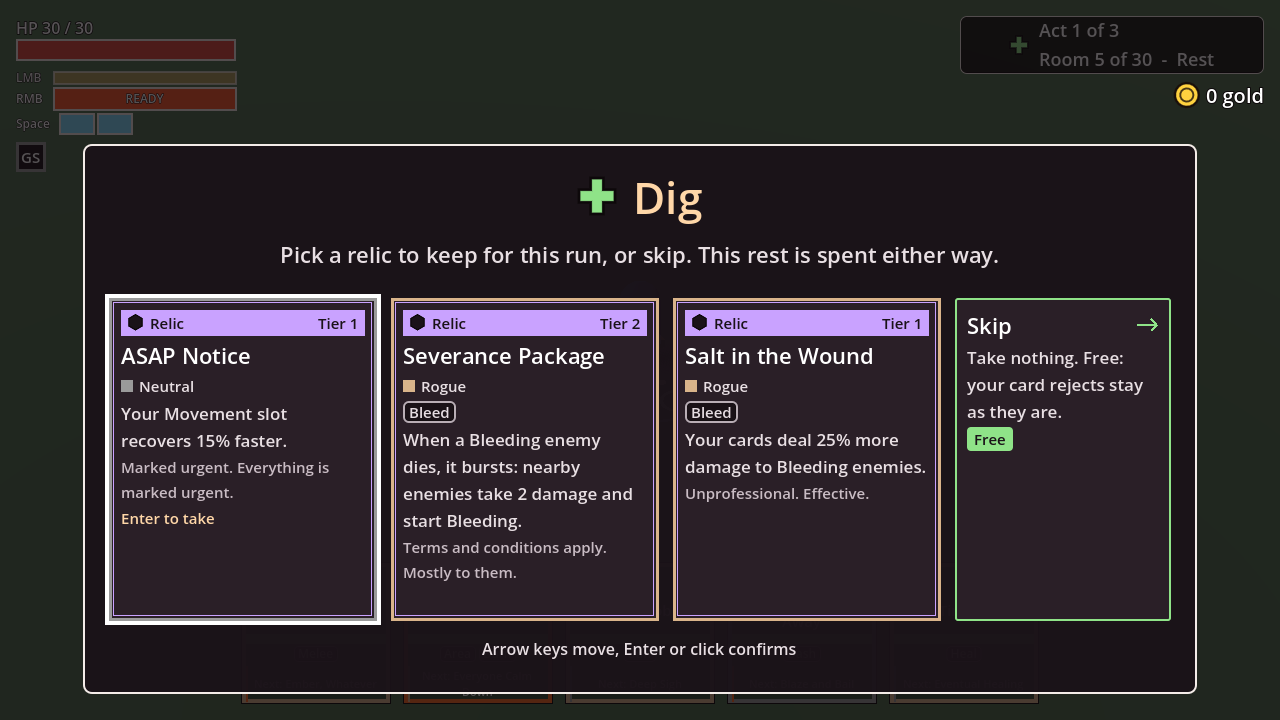 HP 30 / 30
LMB
RMB
READY
Space
GS
Act 1 of 3
Room 5 of 30 - Rest
0 gold
Dig
Pick a relic to keep for this run, or skip. This rest is spent either way.
Relic
Tier 1
ASAP Notice
Neutral
Your Movement slot
recovers 15% faster.
Marked urgent. Everything is
marked urgent.
Enter to take
Relic
Tier 2
Severance Package
Rogue
Bleed
When a Bleeding enemy
dies, it bursts: nearby
enemies take 2 damage and
start Bleeding.
Terms and conditions apply.
Mostly to them.
Relic
Tier 1
Salt in the Wound
Rogue
Bleed
Your cards deal 25% more
damage to Bleeding enemies.
Unprofessional. Effective.
Skip
Take nothing. Free:
your card rejects stay
as they are.
Free
Arrow keys move, Enter or click confirms